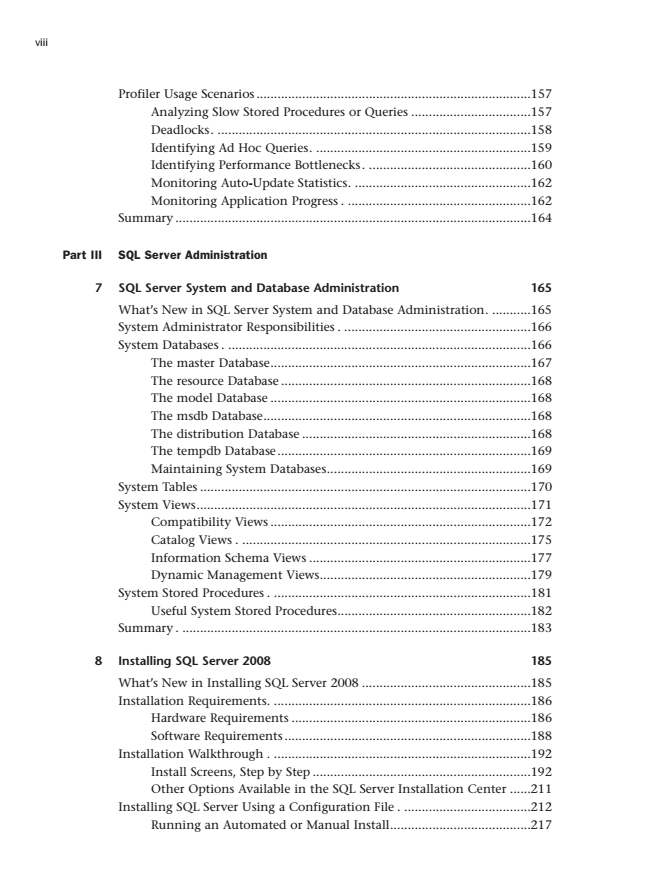 viii
Profiler Usage Scenarios ..........157
Analyzing Slow Stored Procedures or Queries ..........157
Deadlocks. ..........158
Identifying Ad Hoc Queries. ..........159
Identifying Performance Bottlenecks. ..........160
Monitoring Auto-Update Statistics. ..........162
Monitoring Application Progress . ..........162
Summary ..........164
Part III SQL Server Administration
7 SQL Server System and Database Administration 165
What's New in SQL Server System and Database Administration. ..........165
System Administrator Responsibilities . ..........166
System Databases . ..........166
The master Database..........167
The resource Database ..........168
The model Database ..........168
The msdb Database..........168
The distribution Database ..........168
The tempdb Database..........169
Maintaining System Databases..........169
System Tables ..........170
System Views..........171
Compatibility Views ..........172
Catalog Views . ..........175
Information Schema Views ..........177
Dynamic Management Views..........179
System Stored Procedures . ..........181
Useful System Stored Procedures..........182
Summary . ..........183
8 Installing SQL Server 2008 185
What's New in Installing SQL Server 2008 ..........185
Installation Requirements. ..........186
Hardware Requirements ..........186
Software Requirements..........188
Installation Walkthrough . ..........192
Install Screens, Step by Step ..........192
Other Options Available in the SQL Server Installation Center ......211
Installing SQL Server Using a Configuration File . ..........212
Running an Automated or Manual Install..........217